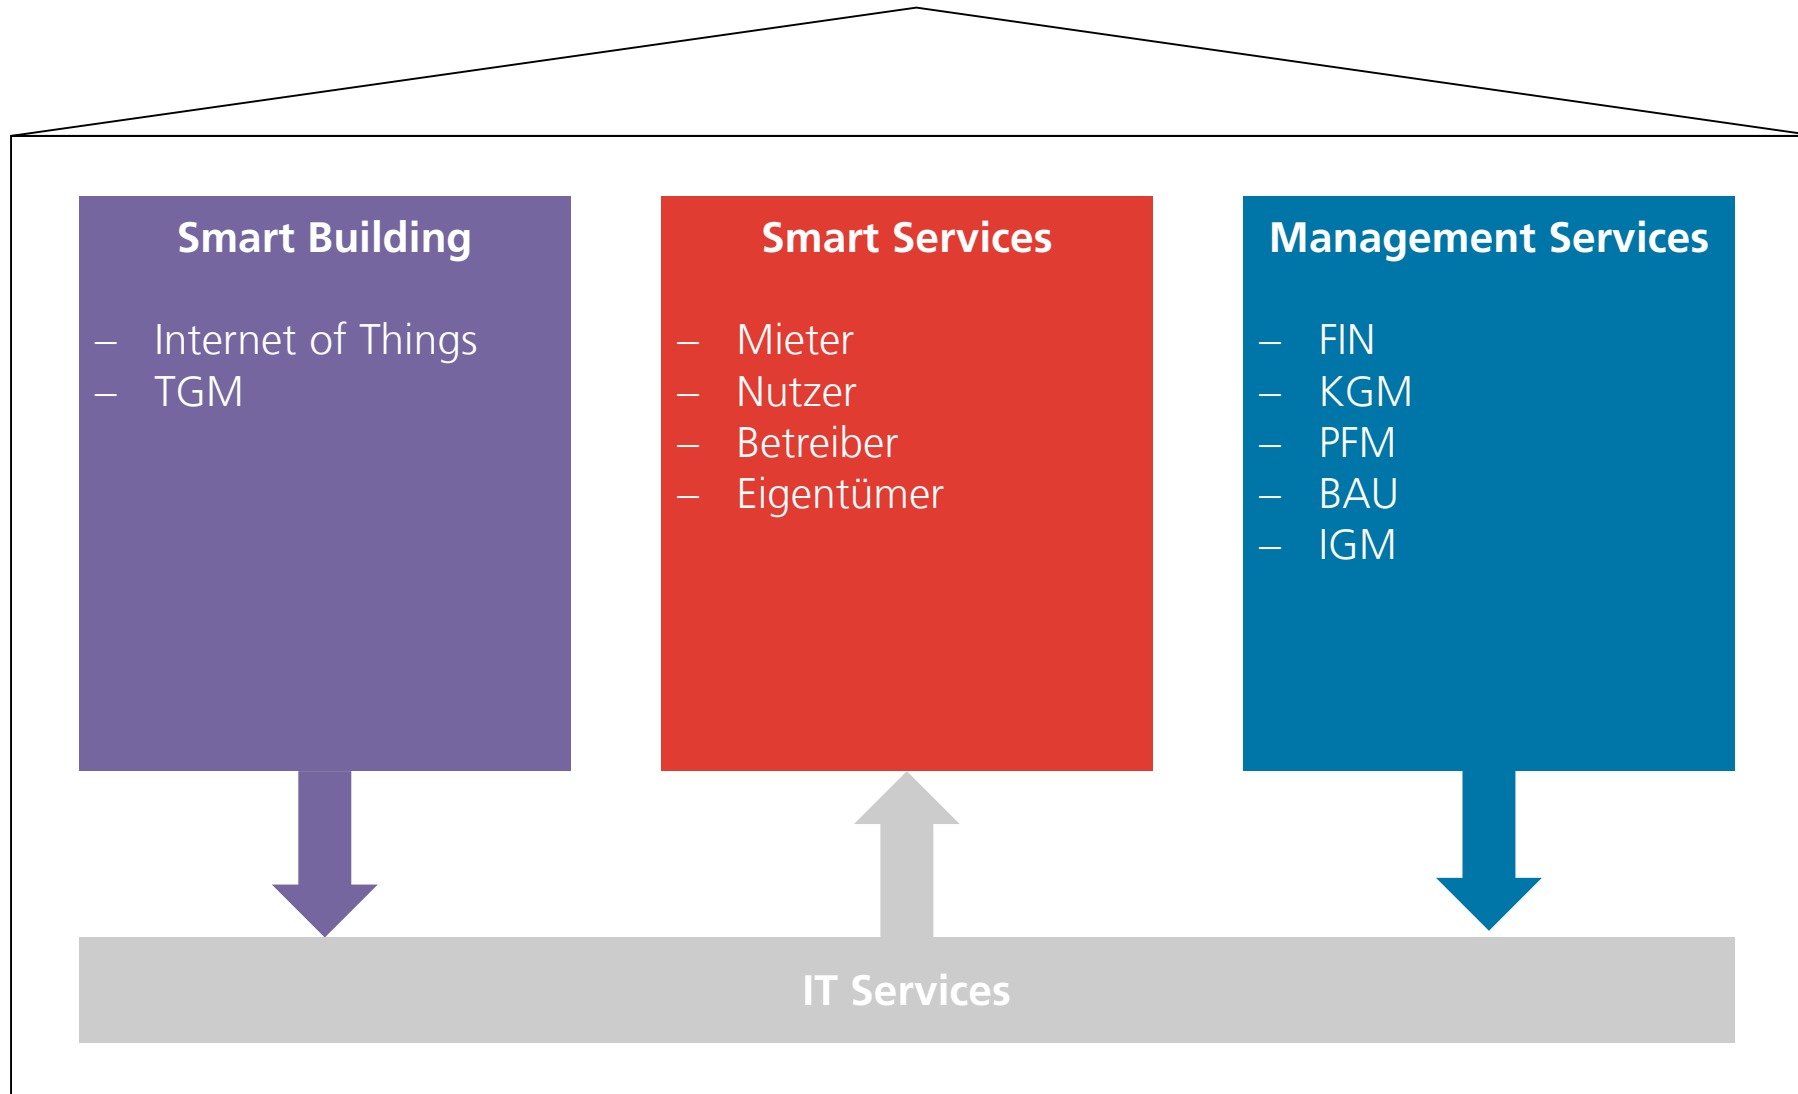 Smart Building
– Internet of Things
– TGM
Smart Services
– Mieter
– Nutzer
– Betreiber
– Eigentümer
Management Services
– FIN
– KGM
– PFM
– BAU
– IGM
IT Services